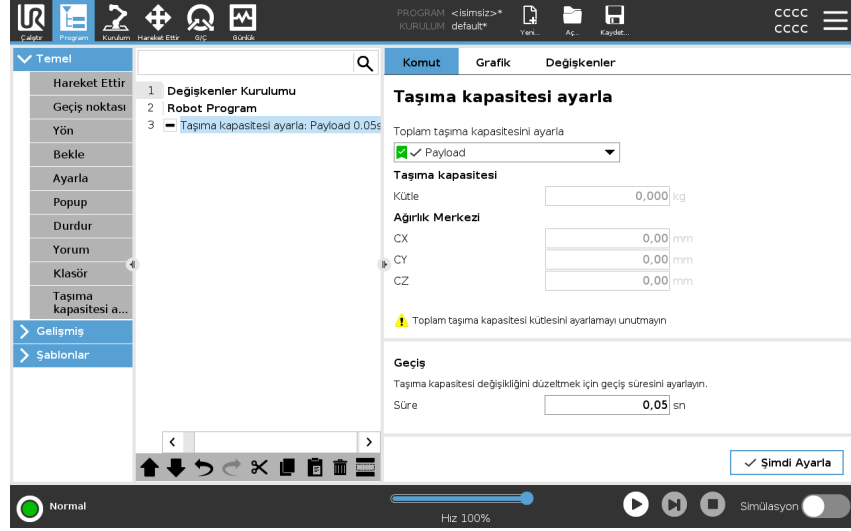 PROGRAM <isimsiz>*
KURULUM default*
cccc
cccc
Çalıştır Program Kurulum Hareket Ettir G/Ç Günlük Yeni... Aç... Kaydet...
Temel
Hareket Ettir
Geçiş noktası
Yön
Bekle
Ayarla
Popup
Durdur
Yorum
Klasör
Taşıma
kapasitesi a...
Gelişmiş
Şablonlar
1 Değişkenler Kurulumu
2 Robot Program
3 Taşıma kapasitesi ayarla: Payload 0.05s
Komut Grafik Değişkenler
Taşıma kapasitesi ayarla
Toplam taşıma kapasitesini ayarla
Payload
Taşıma kapasitesi
Kütle 0,000 kg
Ağırlık Merkezi
CX 0,00 mm
CY 0,00 mm
CZ 0,00 mm
Toplam taşıma kapasitesi kütlesini ayarlamayı unutmayın
Geçiş
Taşıma kapasitesi değişikliğini düzeltmek için geçiş süresini ayarlayın.
Süre 0,05 sn
Şimdi Ayarla
Normal
Hız 100%
Simülasyon